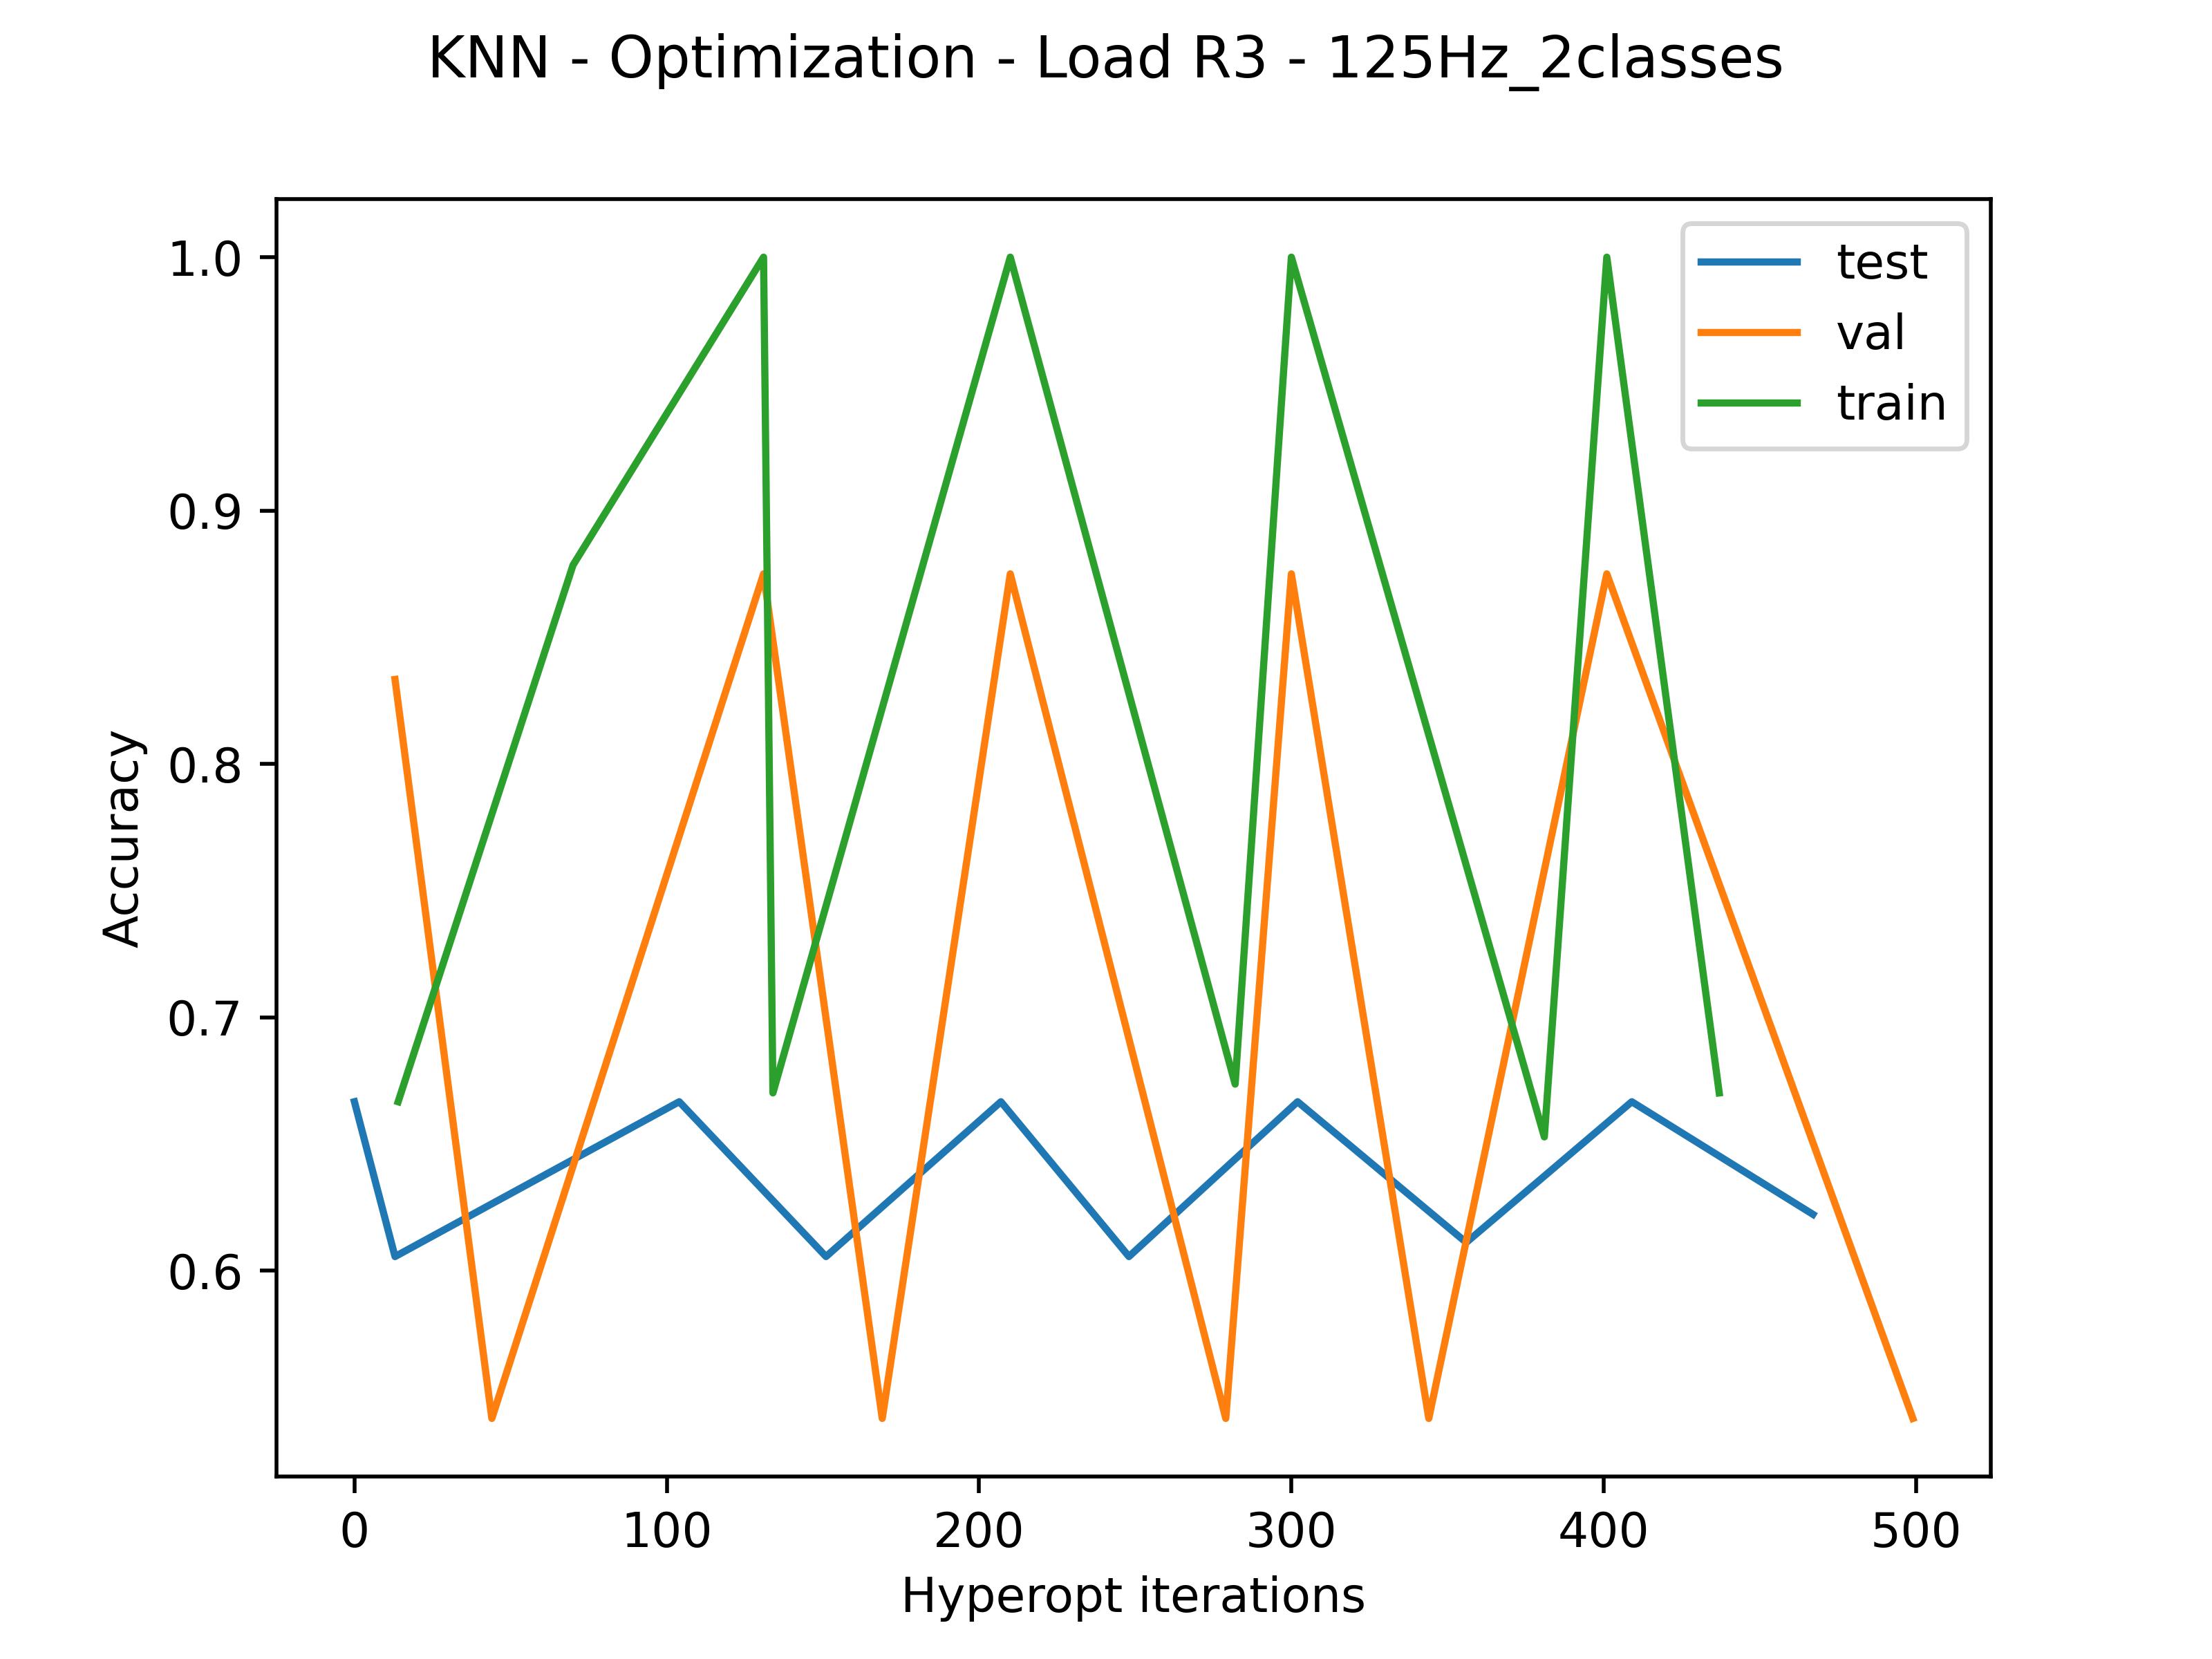 KNN - Optimization - Load R3 - 125Hz_2classes
test
val
train
1.0
0.9
0.8
0.7
0.6
Accuracy
0 100 200 300 400 500
Hyperopt iterations